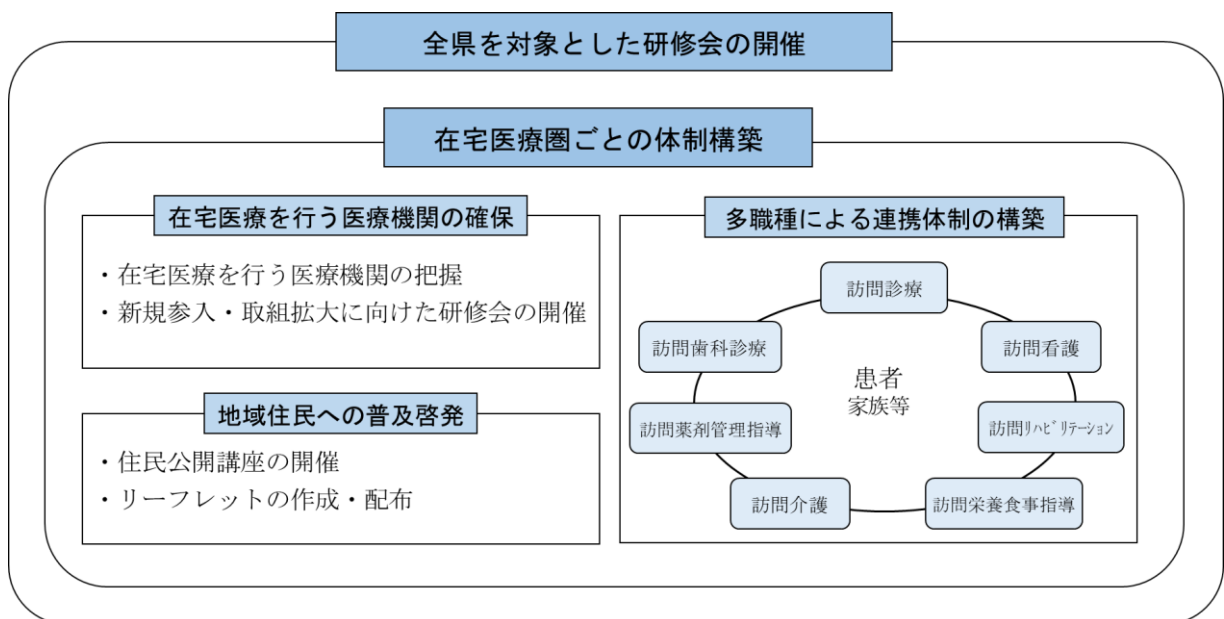 全県を対象とした研修会の開催
在宅医療圏ごとの体制構築
在宅医療を行う医療機関の確保
・在宅医療を行う医療機関の把握
・新規参入・取組拡大に向けた研修会の開催
地域住民への普及啓発
・住民公開講座の開催
・リーフレットの作成・配布
多職種による連携体制の構築
訪問診療
訪問歯科診療
訪問看護
患者
家族等
訪問薬剤管理指導
訪問ﾘﾊﾋﾞﾘﾃｰｼｮﾝ
訪問介護
訪問栄養食事指導